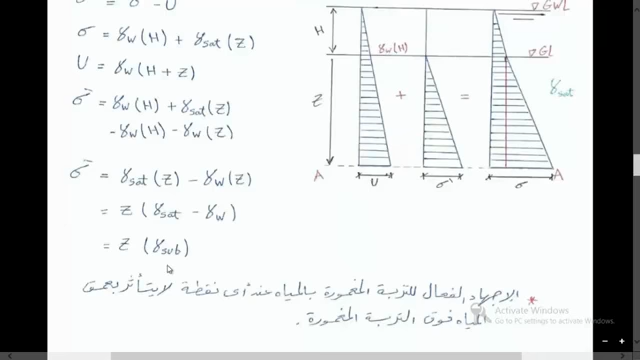 σ̄ = σ - U
σ = γw(H) + γsat(Z)
U = γw(H + Z)
σ̄ = γw(H) + γsat(Z)
- γw(H) - γw(Z)
σ̄ = γsat(Z) - γw(Z)
= Z (γsat - γw)
= Z (γsub)
* الإجهاد الفعال للتربة المغمورة بالمياه عند أى نقطة لا يتأثر بعمق
المياه فوق التربة المغمورة .
GWL
H
γw(H)
GL
Z
+
=
γsat
A
A
U
σ'
σ
Activate Windows
Go to PC settings to activate Windows.